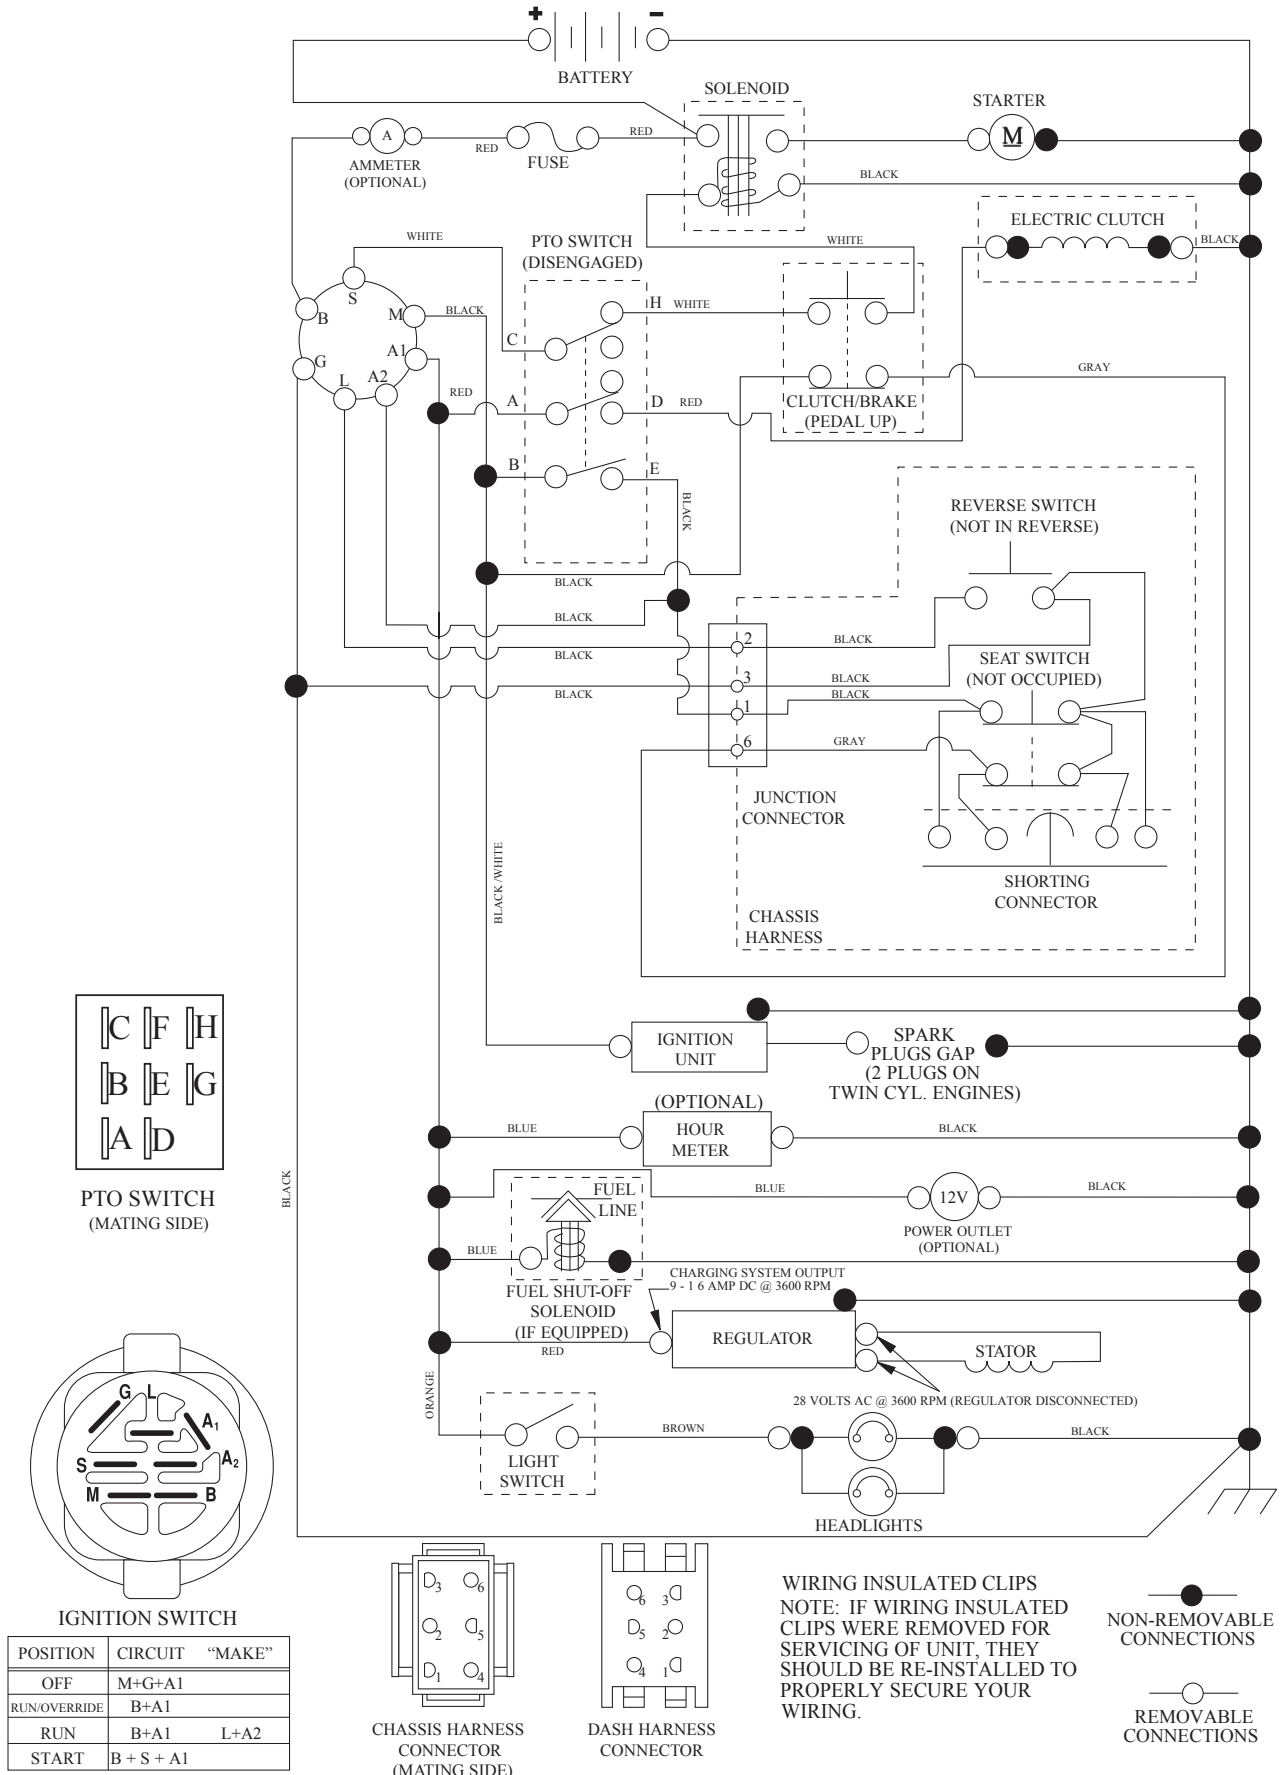 +
−
BATTERY
SOLENOID
STARTER
A
M
RED
RED
AMMETER
(OPTIONAL)
FUSE
BLACK
ELECTRIC CLUTCH
WHITE
PTO SWITCH
(DISENGAGED)
WHITE
BLACK
S
B
M
BLACK
H
WHITE
C
G
A1
L
A2
GRAY
RED
A
D
RED
CLUTCH/BRAKE
(PEDAL UP)
B
E
BLACK
REVERSE SWITCH
(NOT IN REVERSE)
BLACK
BLACK
2
BLACK
BLACK
SEAT SWITCH
(NOT OCCUPIED)
3
BLACK
BLACK
BLACK
1
6
GRAY
JUNCTION
CONNECTOR
BLACK /WHITE
SHORTING
CONNECTOR
CHASSIS
HARNESS
C F H
B E G
A D
PTO SWITCH
(MATING SIDE)
IGNITION
UNIT
SPARK
PLUGS GAP
(2 PLUGS ON
TWIN CYL. ENGINES)
(OPTIONAL)
HOUR
METER
BLUE
BLACK
BLACK
BLUE
12V
BLACK
FUEL
LINE
POWER OUTLET
(OPTIONAL)
BLUE
CHARGING SYSTEM OUTPUT
9 - 1 6 AMP DC @ 3600 RPM
FUEL SHUT-OFF
SOLENOID
(IF EQUIPPED)
RED
REGULATOR
STATOR
ORANGE
28 VOLTS AC @ 3600 RPM (REGULATOR DISCONNECTED)
BROWN
BLACK
LIGHT
SWITCH
HEADLIGHTS
G L
A1
S
A2
M
B
IGNITION SWITCH
POSITION CIRCUIT "MAKE"
OFF M+G+A1
RUN/OVERRIDE B+A1
RUN B+A1 L+A2
START B + S + A1
3 6
2 5
1 4
CHASSIS HARNESS
CONNECTOR
(MATING SIDE)
6 3
5 2
4 1
DASH HARNESS
CONNECTOR
WIRING INSULATED CLIPS
NOTE: IF WIRING INSULATED
CLIPS WERE REMOVED FOR
SERVICING OF UNIT, THEY
SHOULD BE RE-INSTALLED TO
PROPERLY SECURE YOUR
WIRING.
NON-REMOVABLE
CONNECTIONS
REMOVABLE
CONNECTIONS